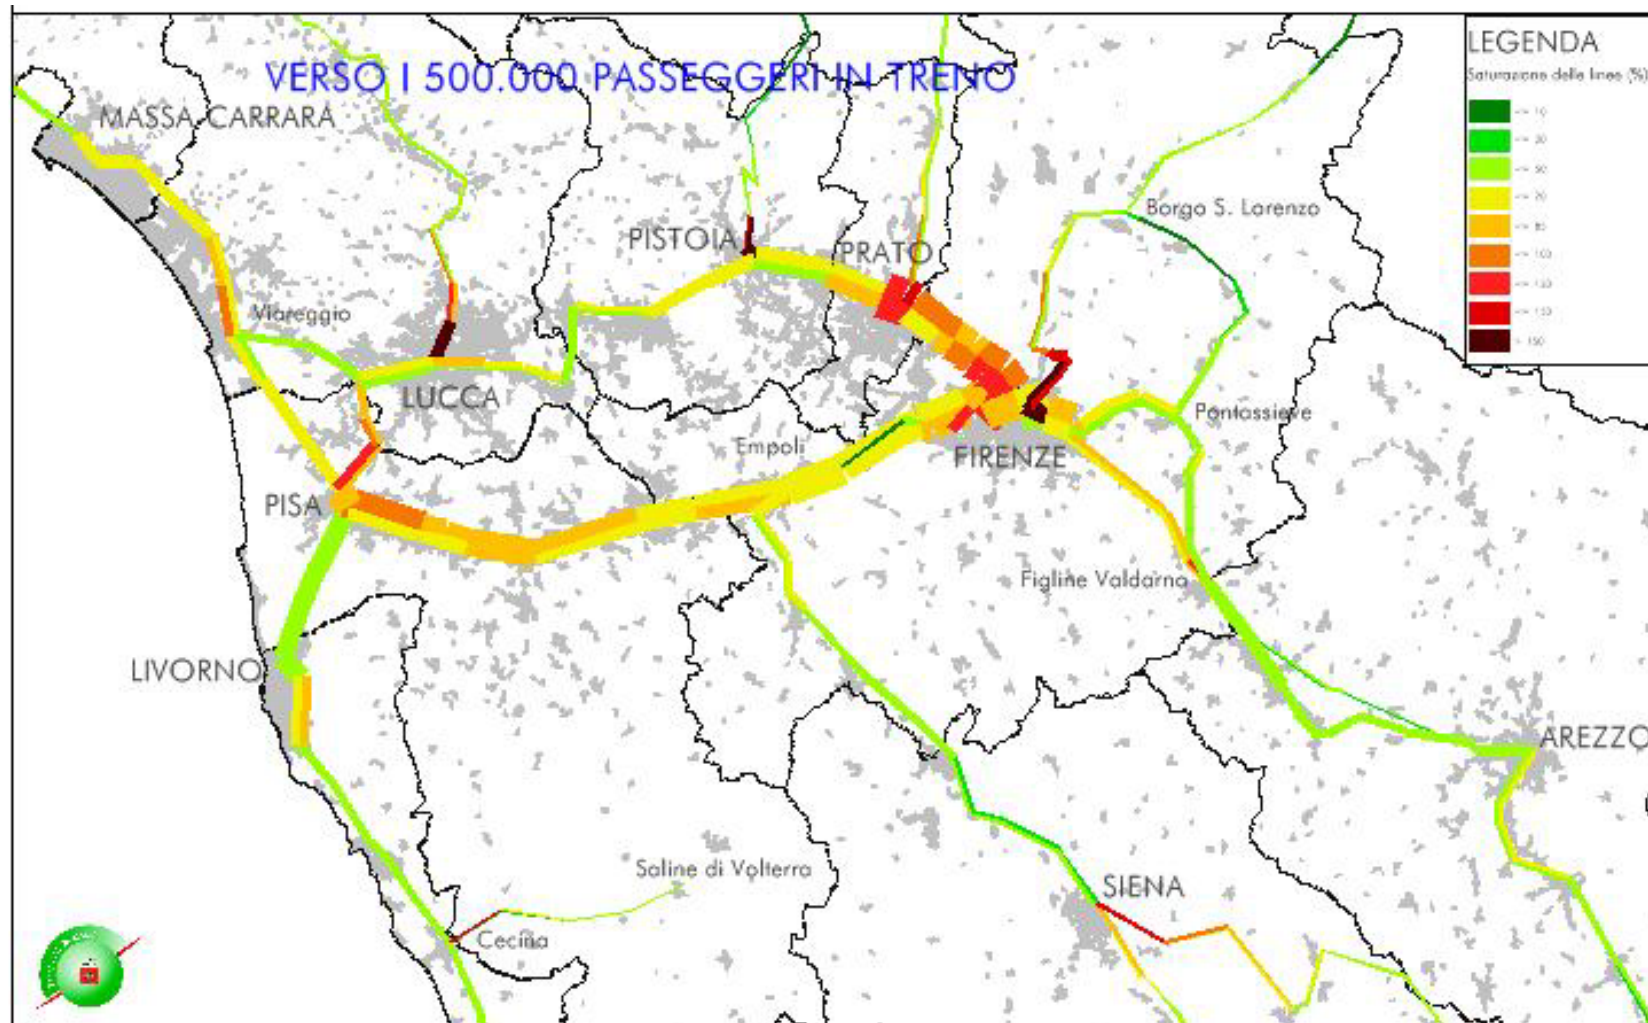 VERSO I 500.000 PASSEGGERI IN TRENO
LEGENDA
Saturazione delle linee (%)
MASSA CARRARA
Borgo S. Lorenzo
PISTOIA
PRATO
Viareggio
LUCCA
Pontassieve
Empoli
FIRENZE
PISA
Figline Valdarno
LIVORNO
AREZZO
Saline di Volterra
SIENA
Cecina